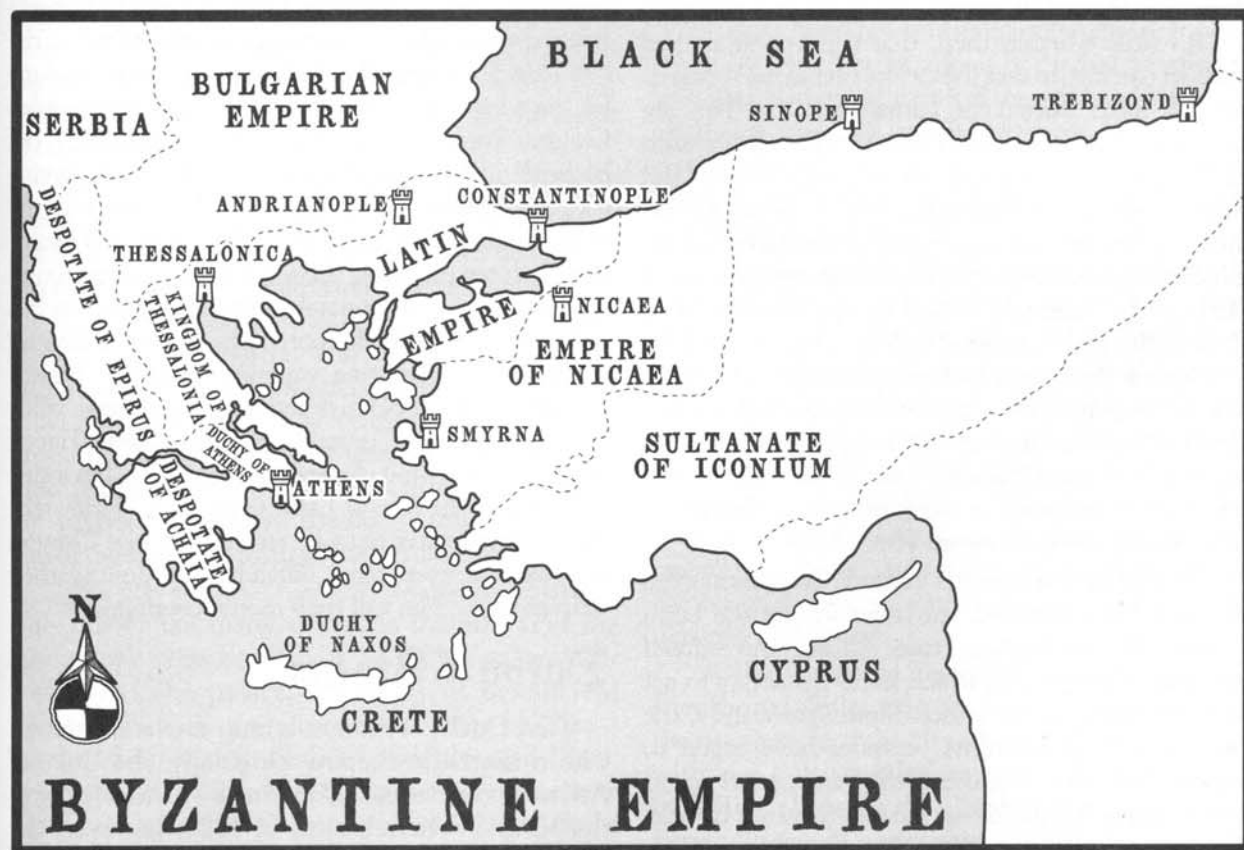 BLACK SEA
BULGARIAN
EMPIRE
SERBIA
SINOPE
TREBIZOND
ANDRIANOPLE
CONSTANTINOPLE
THESSALONICA
LATIN
EMPIRE
NICAEA
EMPIRE
OF NICAEA
DESPOTATE OF EPIRUS
KINGDOM OF
THESSALONIA
DUCHY OF
ATHENS
SMYRNA
SULTANATE
OF ICONIUM
ATHENS
DESPOTATE
OF ACHAIA
N
DUCHY
OF NAXOS
CRETE
CYPRUS
BYZANTINE EMPIRE